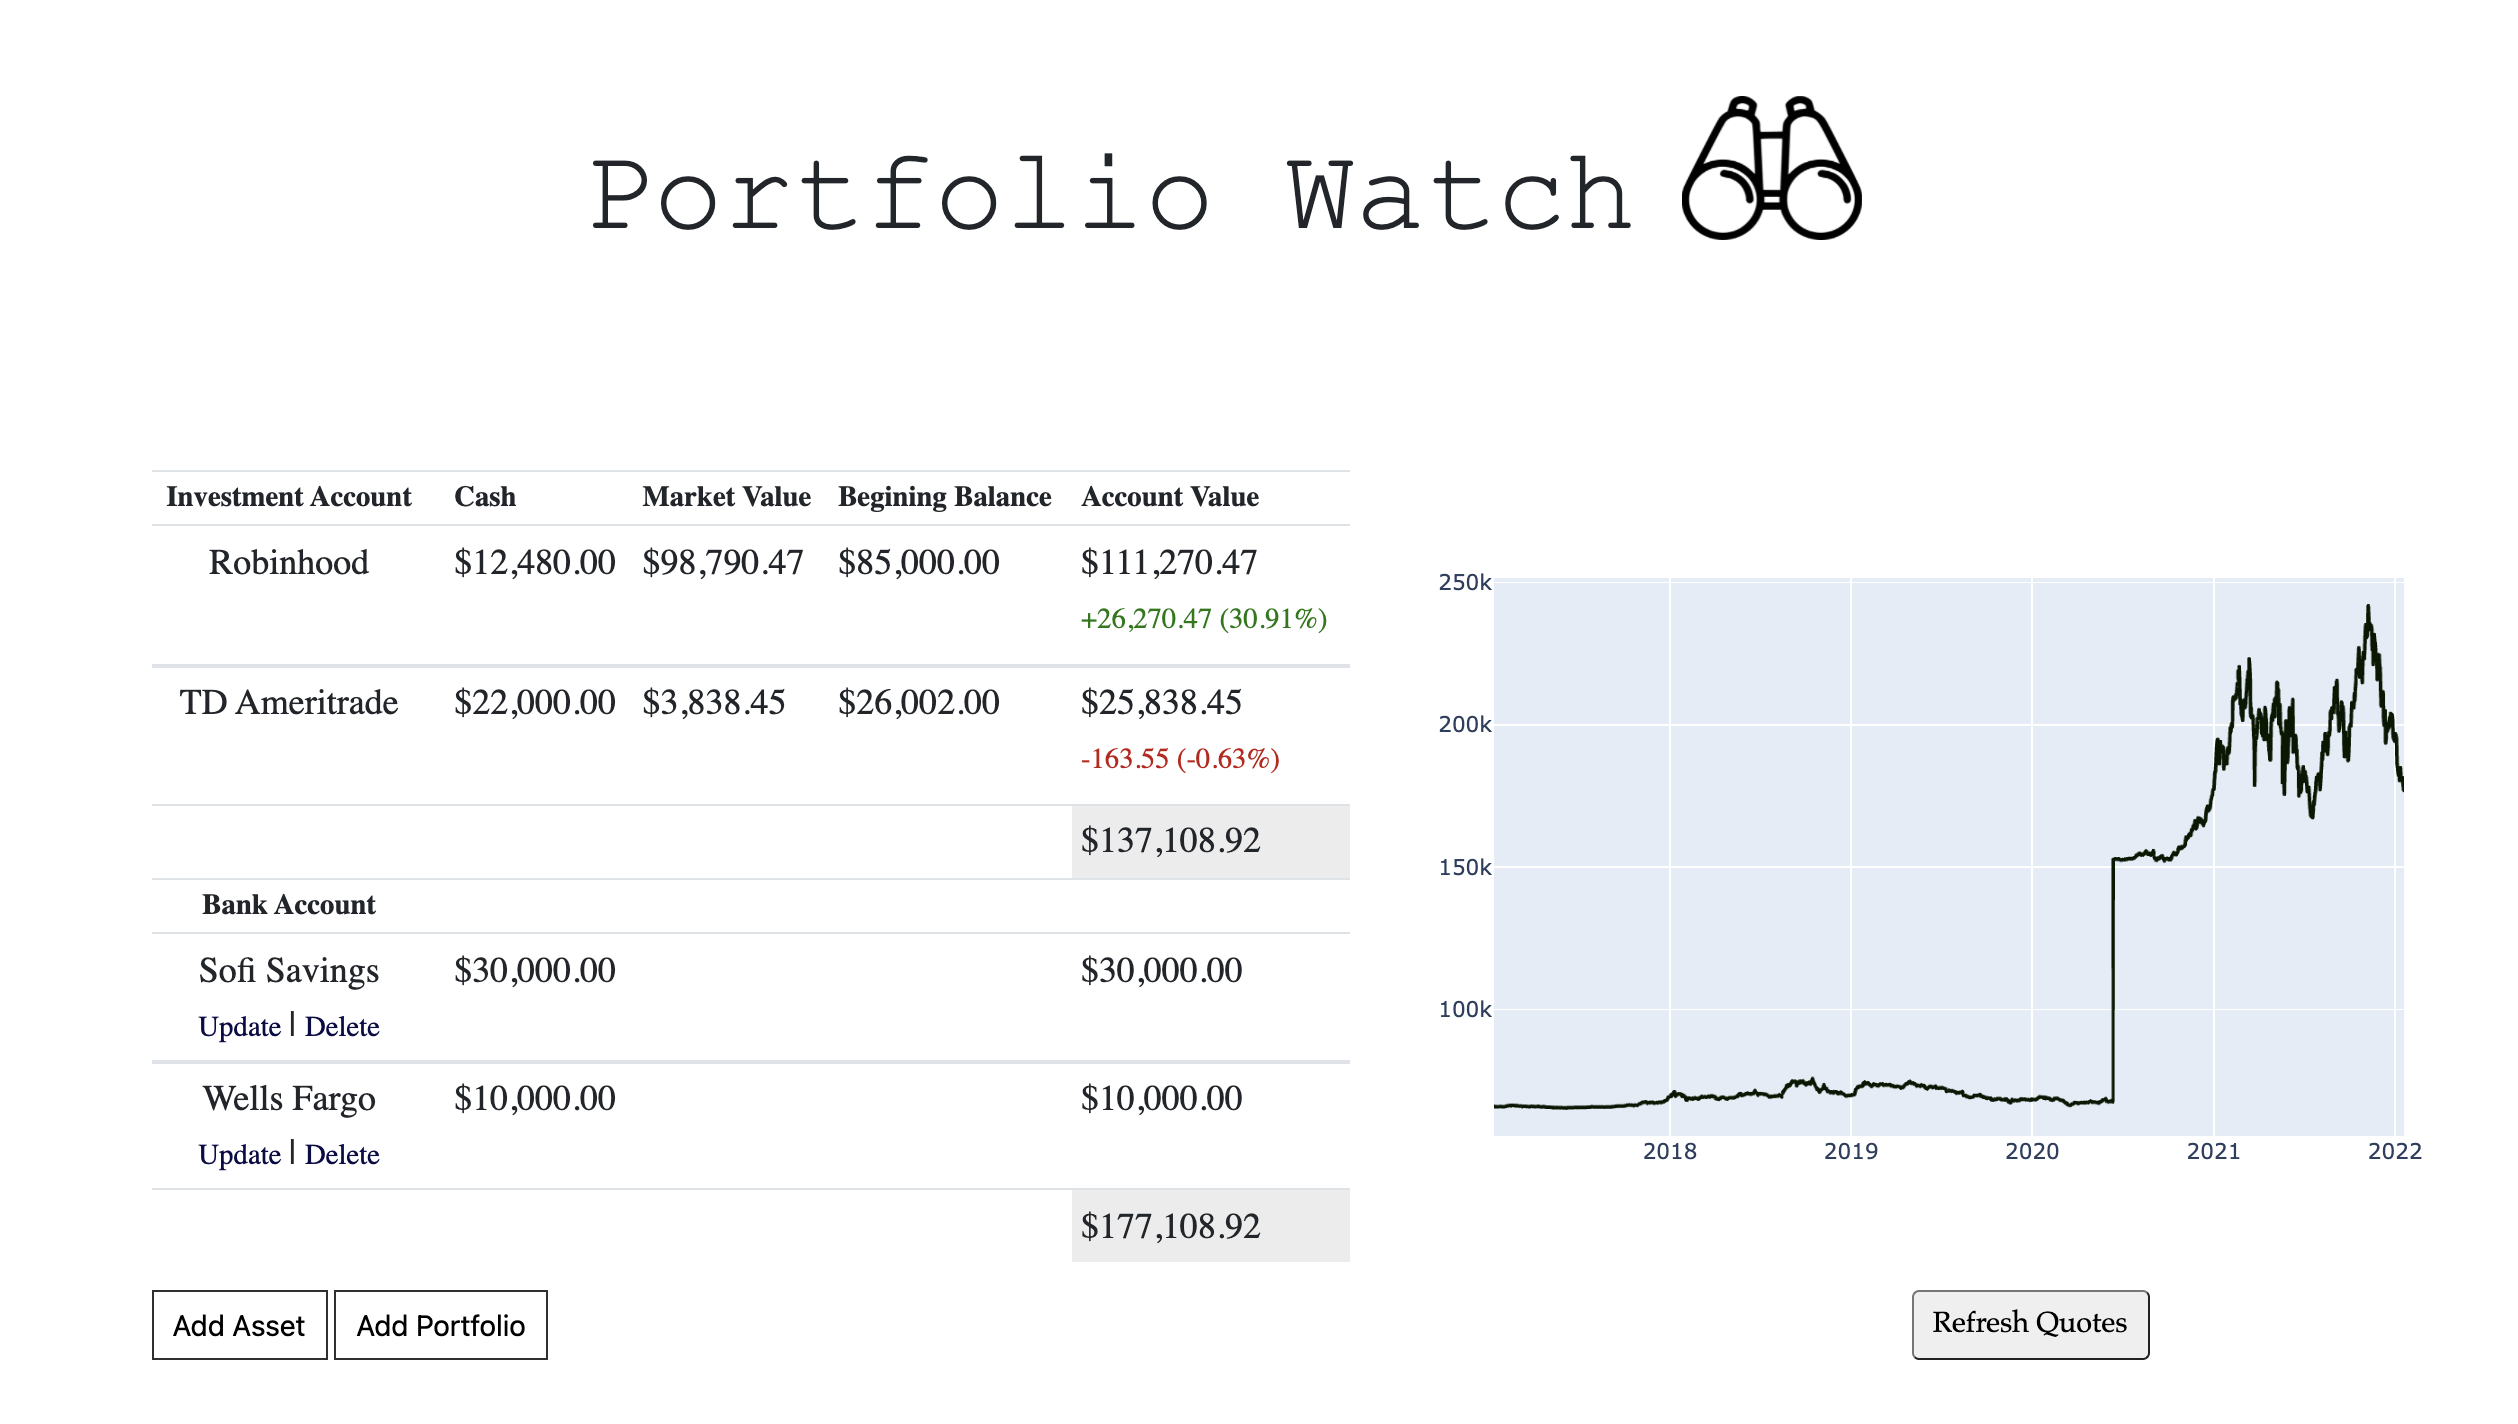 Portfolio Watch
Investment Account Cash Market Value Begining Balance Account Value
Robinhood $12,480.00 $98,790.47 $85,000.00 $111,270.47
+26,270.47 (30.91%)
TD Ameritrade $22,000.00 $3,838.45 $26,002.00 $25,838.45
-163.55 (-0.63%)
$137,108.92
Bank Account
Sofi Savings $30,000.00 $30,000.00
Update | Delete
Wells Fargo $10,000.00 $10,000.00
Update | Delete
$177,108.92
Add Asset Add Portfolio
250k
200k
150k
100k
2018 2019 2020 2021 2022
Refresh Quotes